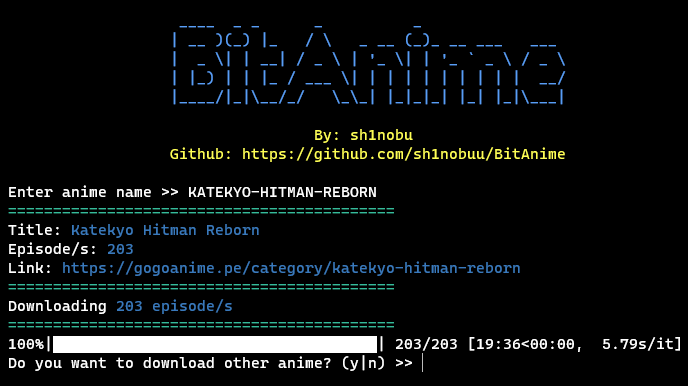 BitAnime
By: sh1nobu
Github: https://github.com/sh1nobuu/BitAnime
Enter anime name >> KATEKYO-HITMAN-REBORN
===========================================
Title: Katekyo Hitman Reborn
Episode/s: 203
Link: https://gogoanime.pe/category/katekyo-hitman-reborn
===========================================
Downloading 203 episode/s
===========================================
100%|████████████████████████████████████| 203/203 [19:36<00:00,  5.79s/it]
Do you want to download other anime? (y|n) >>